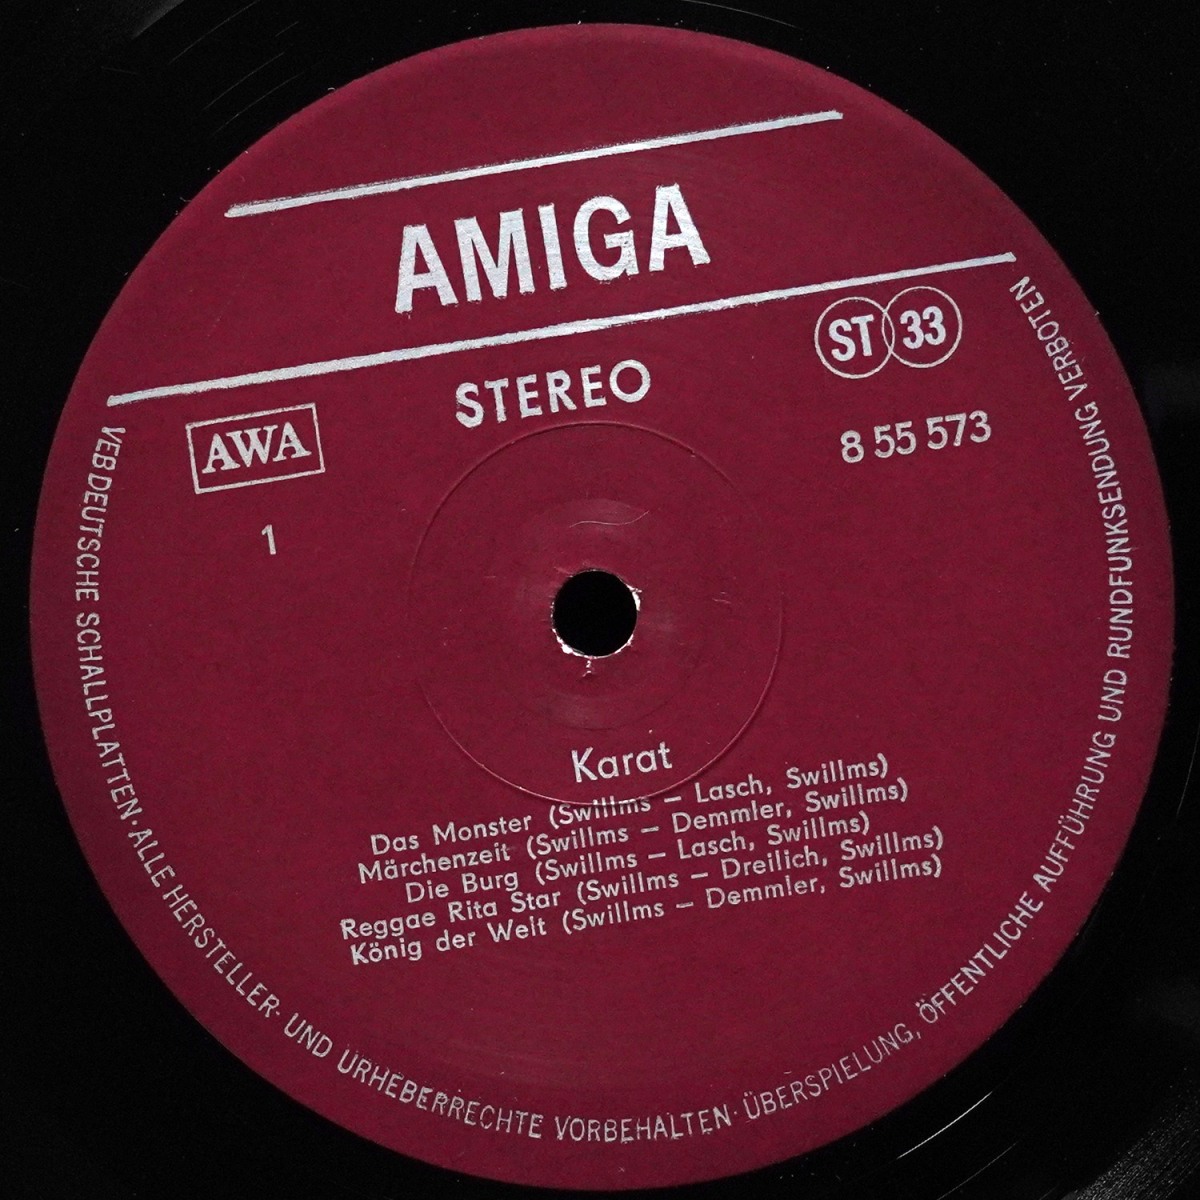 AMIGA
STEREO
ST 33
AWA
8 55 573
1
Karat
Das Monster (Swillms – Lasch, Swillms)
Märchenzeit (Swillms – Demmler, Swillms)
Die Burg (Swillms – Lasch, Swillms)
Reggae Rita Star (Swillms – Dreilich, Swillms)
König der Welt (Swillms – Demmler, Swillms)
VEB DEUTSCHE SCHALLPLATTEN · ALLE HERSTELLER- UND URHEBERRECHTE VORBEHALTEN · ÜBERSPIELUNG, ÖFFENTLICHE AUFFÜHRUNG UND RUNDFUNKSENDUNG VERBOTEN